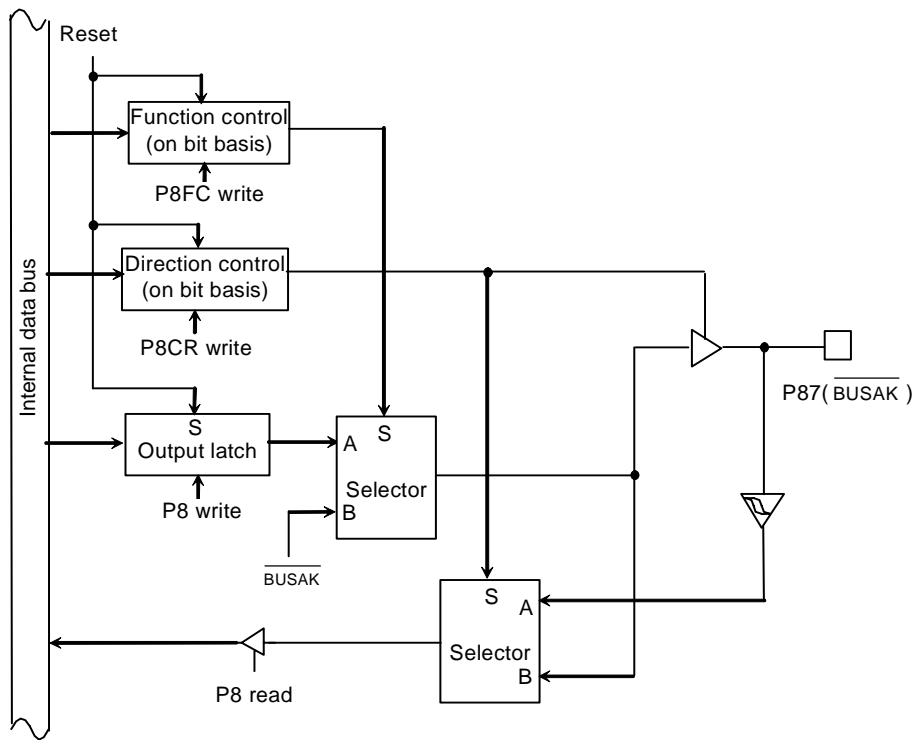 Reset
Function control
(on bit basis)
P8FC write
Direction control
(on bit basis)
P8CR write
Internal data bus
P87( BUSAK )
S
Output latch
P8 write
A
S
Selector
B
BUSAK
S
A
Selector
B
P8 read